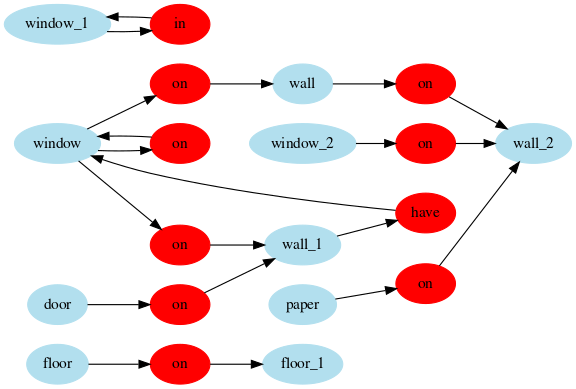 window_1
in
on
wall
on
window
on
window_2
on
wall_2
have
on
wall_1
door
on
paper
on
floor
on
floor_1